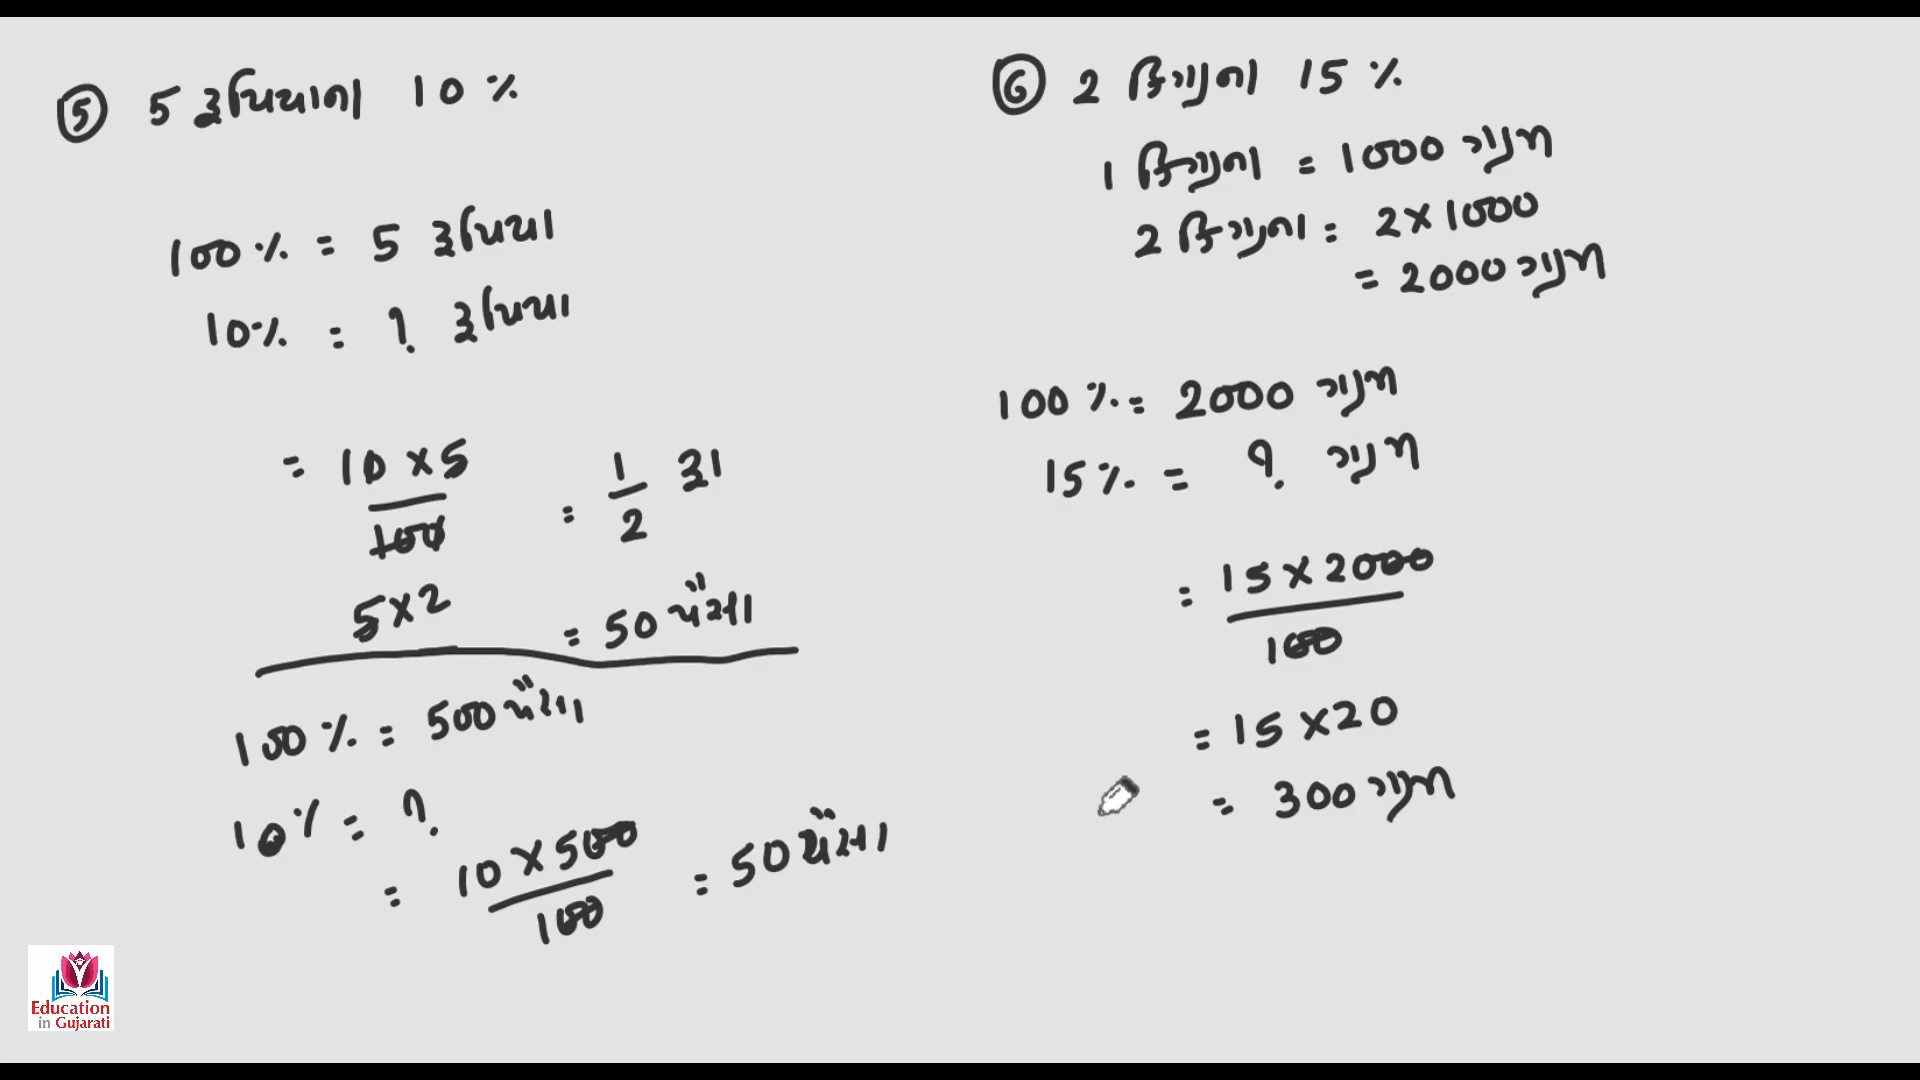 ⑤ 5 રૂપિયાના 10 %
100 % = 5 રૂપિયા
10% = ? રૂપિયા
= 10 × 5 / 100
5 × 2
= 1/2 રૂા
= 50 પૈસા
100 % = 500 પૈસા
10 % = ?
= 10 × 500 / 100 = 50 પૈસા
⑥ 2 કિગ્રાના 15 %
1 કિગ્રાના = 1000 ગ્રામ
2 કિગ્રાના = 2 × 1000
= 2000 ગ્રામ
100 % = 2000 ગ્રામ
15 % = ? ગ્રામ
= 15 × 2000 / 100
= 15 × 20
= 300 ગ્રામ
Education
in Gujarati